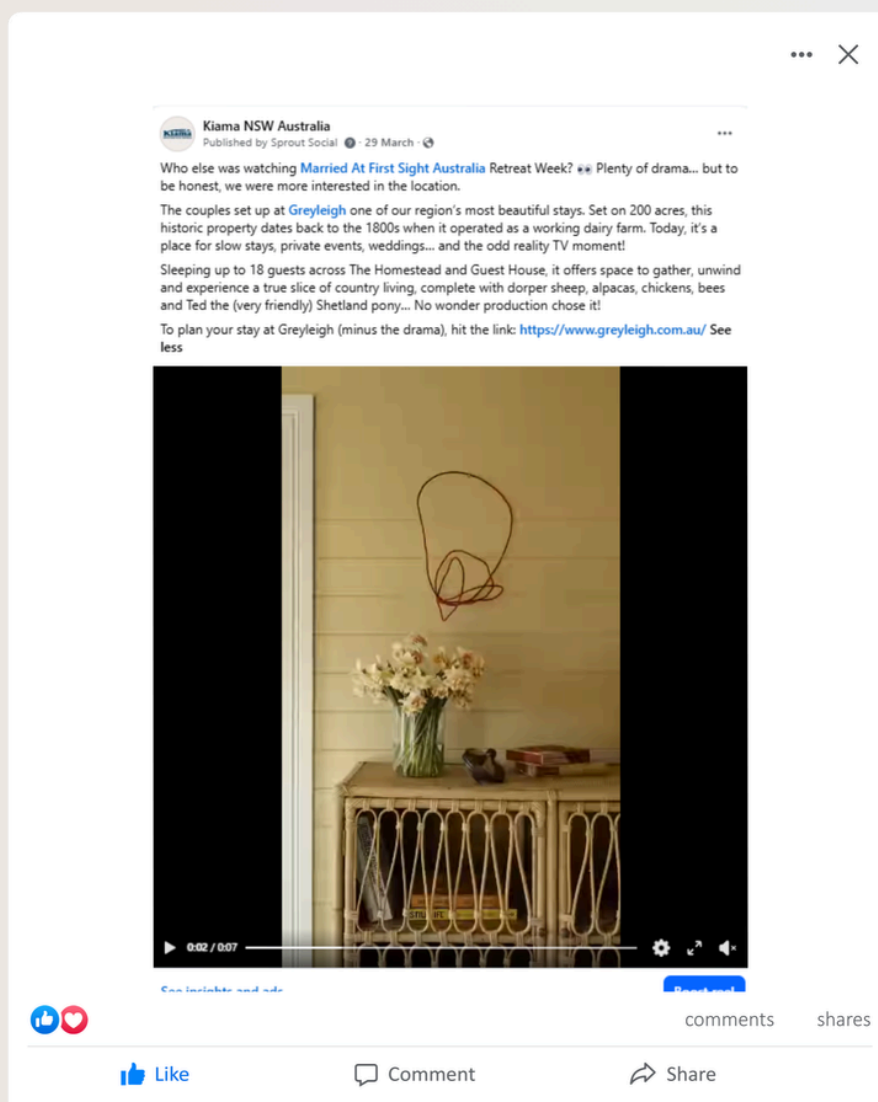 Kiama NSW Australia
Published by Sprout Social · 29 March ·
Who else was watching Married At First Sight Australia Retreat Week? 👀 Plenty of drama... but to
be honest, we were more interested in the location.
The couples set up at Greyleigh one of our region's most beautiful stays. Set on 200 acres, this
historic property dates back to the 1800s when it operated as a working dairy farm. Today, it's a
place for slow stays, private events, weddings... and the odd reality TV moment!
Sleeping up to 18 guests across The Homestead and Guest House, it offers space to gather, unwind
and experience a true slice of country living, complete with dorper sheep, alpacas, chickens, bees
and Ted the (very friendly) Shetland pony... No wonder production chose it!
To plan your stay at Greyleigh (minus the drama), hit the link: https://www.greyleigh.com.au/ See
less
0:02 / 0:07
See insights and ads
Boost reel
comments shares
Like Comment Share